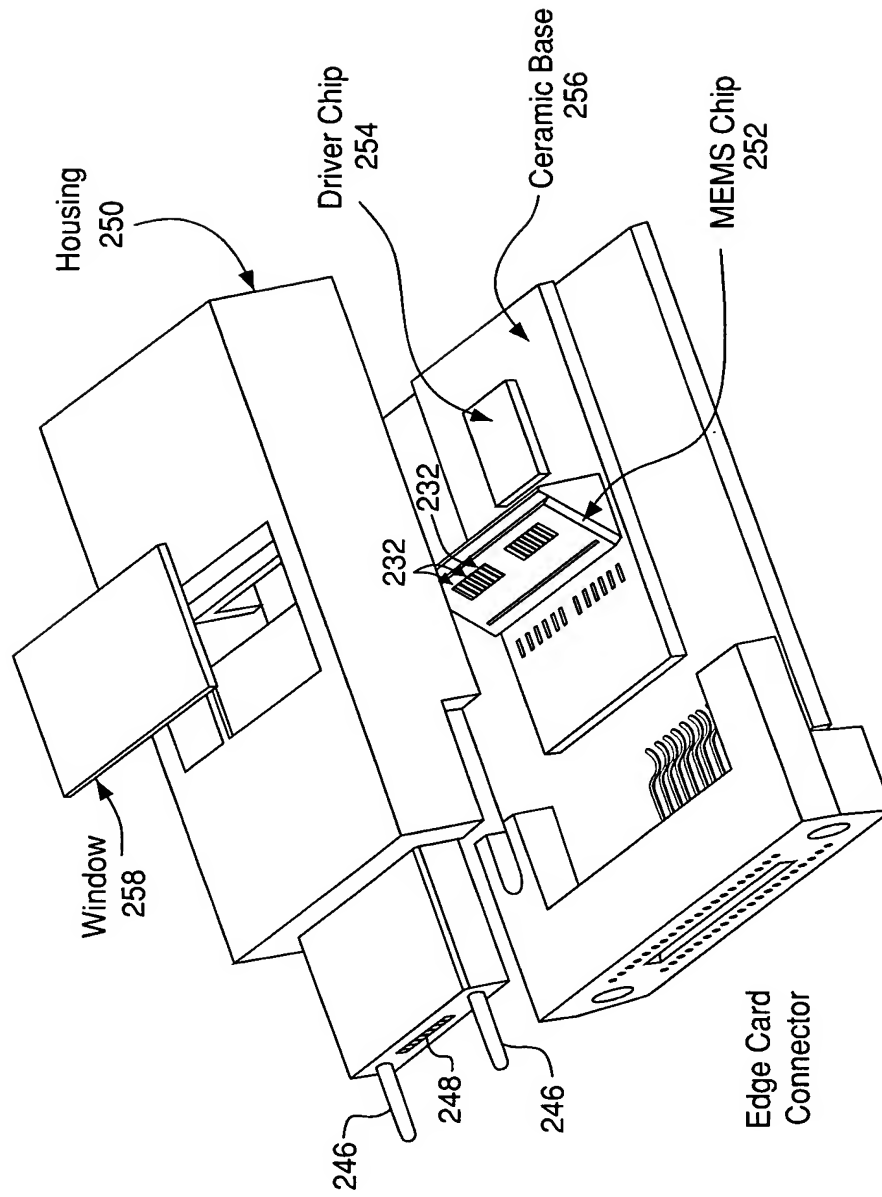 Housing
250
Driver Chip
254
Ceramic Base
256
MEMS Chip
252
232
232
Window
258
246
248
246
Edge Card
Connector